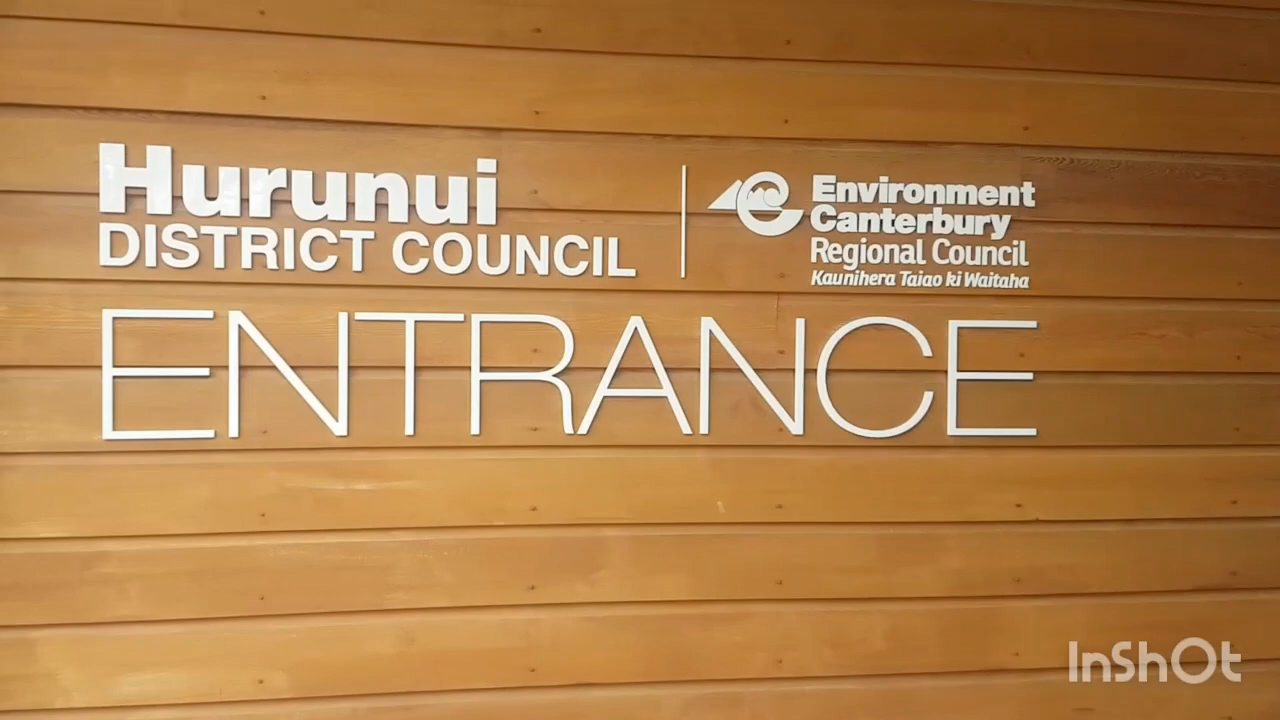 Hurunui
DISTRICT COUNCIL
Environment
Canterbury
Regional Council
Kaunihera Taiao ki Waitaha
ENTRANCE
InShOt